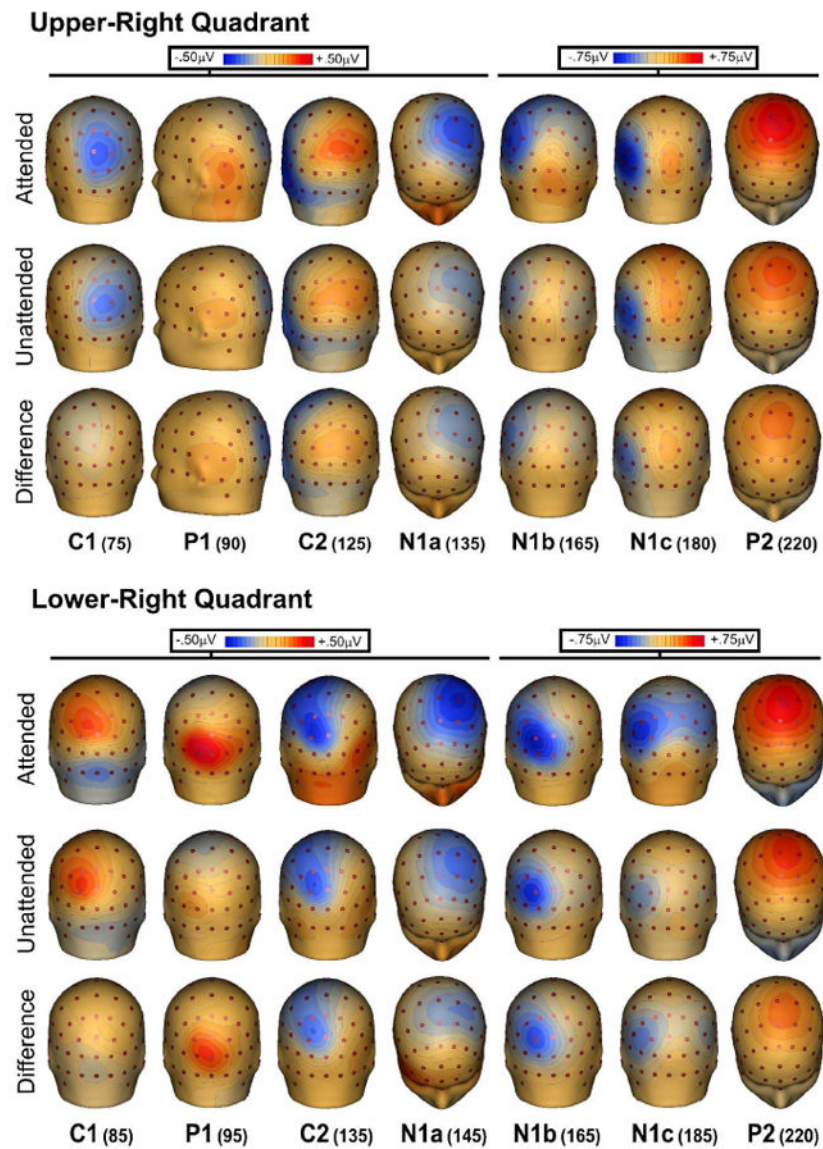 Upper-Right Quadrant
-.50µV +.50µV
-.75µV +.75µV
Attended
Unattended
Difference
C1 (75) P1 (90) C2 (125) N1a (135) N1b (165) N1c (180) P2 (220)
Lower-Right Quadrant
-.50µV +.50µV
-.75µV +.75µV
Attended
Unattended
Difference
C1 (85) P1 (95) C2 (135) N1a (145) N1b (165) N1c (185) P2 (220)